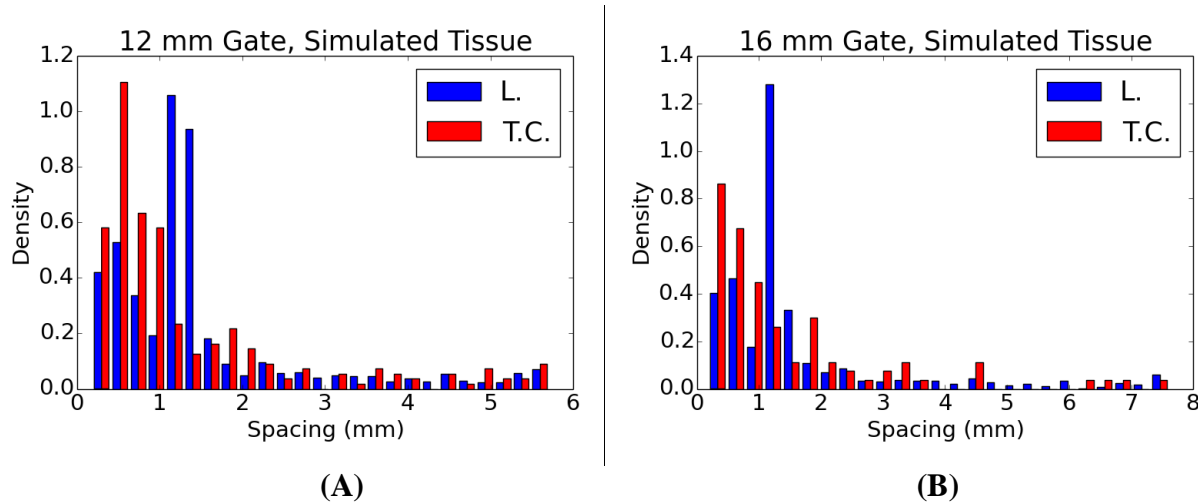 12 mm Gate, Simulated Tissue
1.2
1.0
0.8
0.6
0.4
0.2
0.0
Density
L.
T.C.
0 1 2 3 4 5 6
Spacing (mm)
(A)
16 mm Gate, Simulated Tissue
1.4
1.2
1.0
0.8
0.6
0.4
0.2
0.0
Density
L.
T.C.
0 1 2 3 4 5 6 7 8
Spacing (mm)
(B)